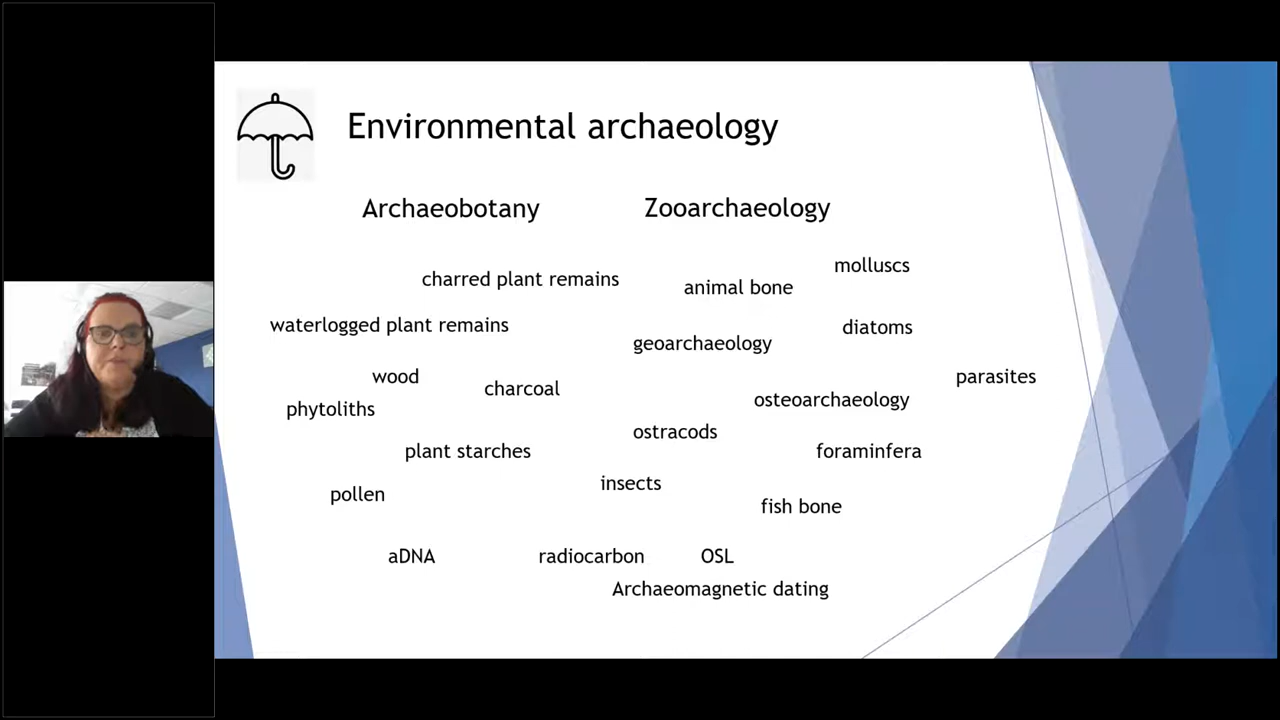 Environmental archaeology
Archaeobotany
Zooarchaeology
molluscs
charred plant remains
animal bone
waterlogged plant remains
diatoms
geoarchaeology
wood
charcoal
parasites
phytoliths
osteoarchaeology
ostracods
plant starches
foraminfera
insects
pollen
fish bone
aDNA
radiocarbon
OSL
Archaeomagnetic dating